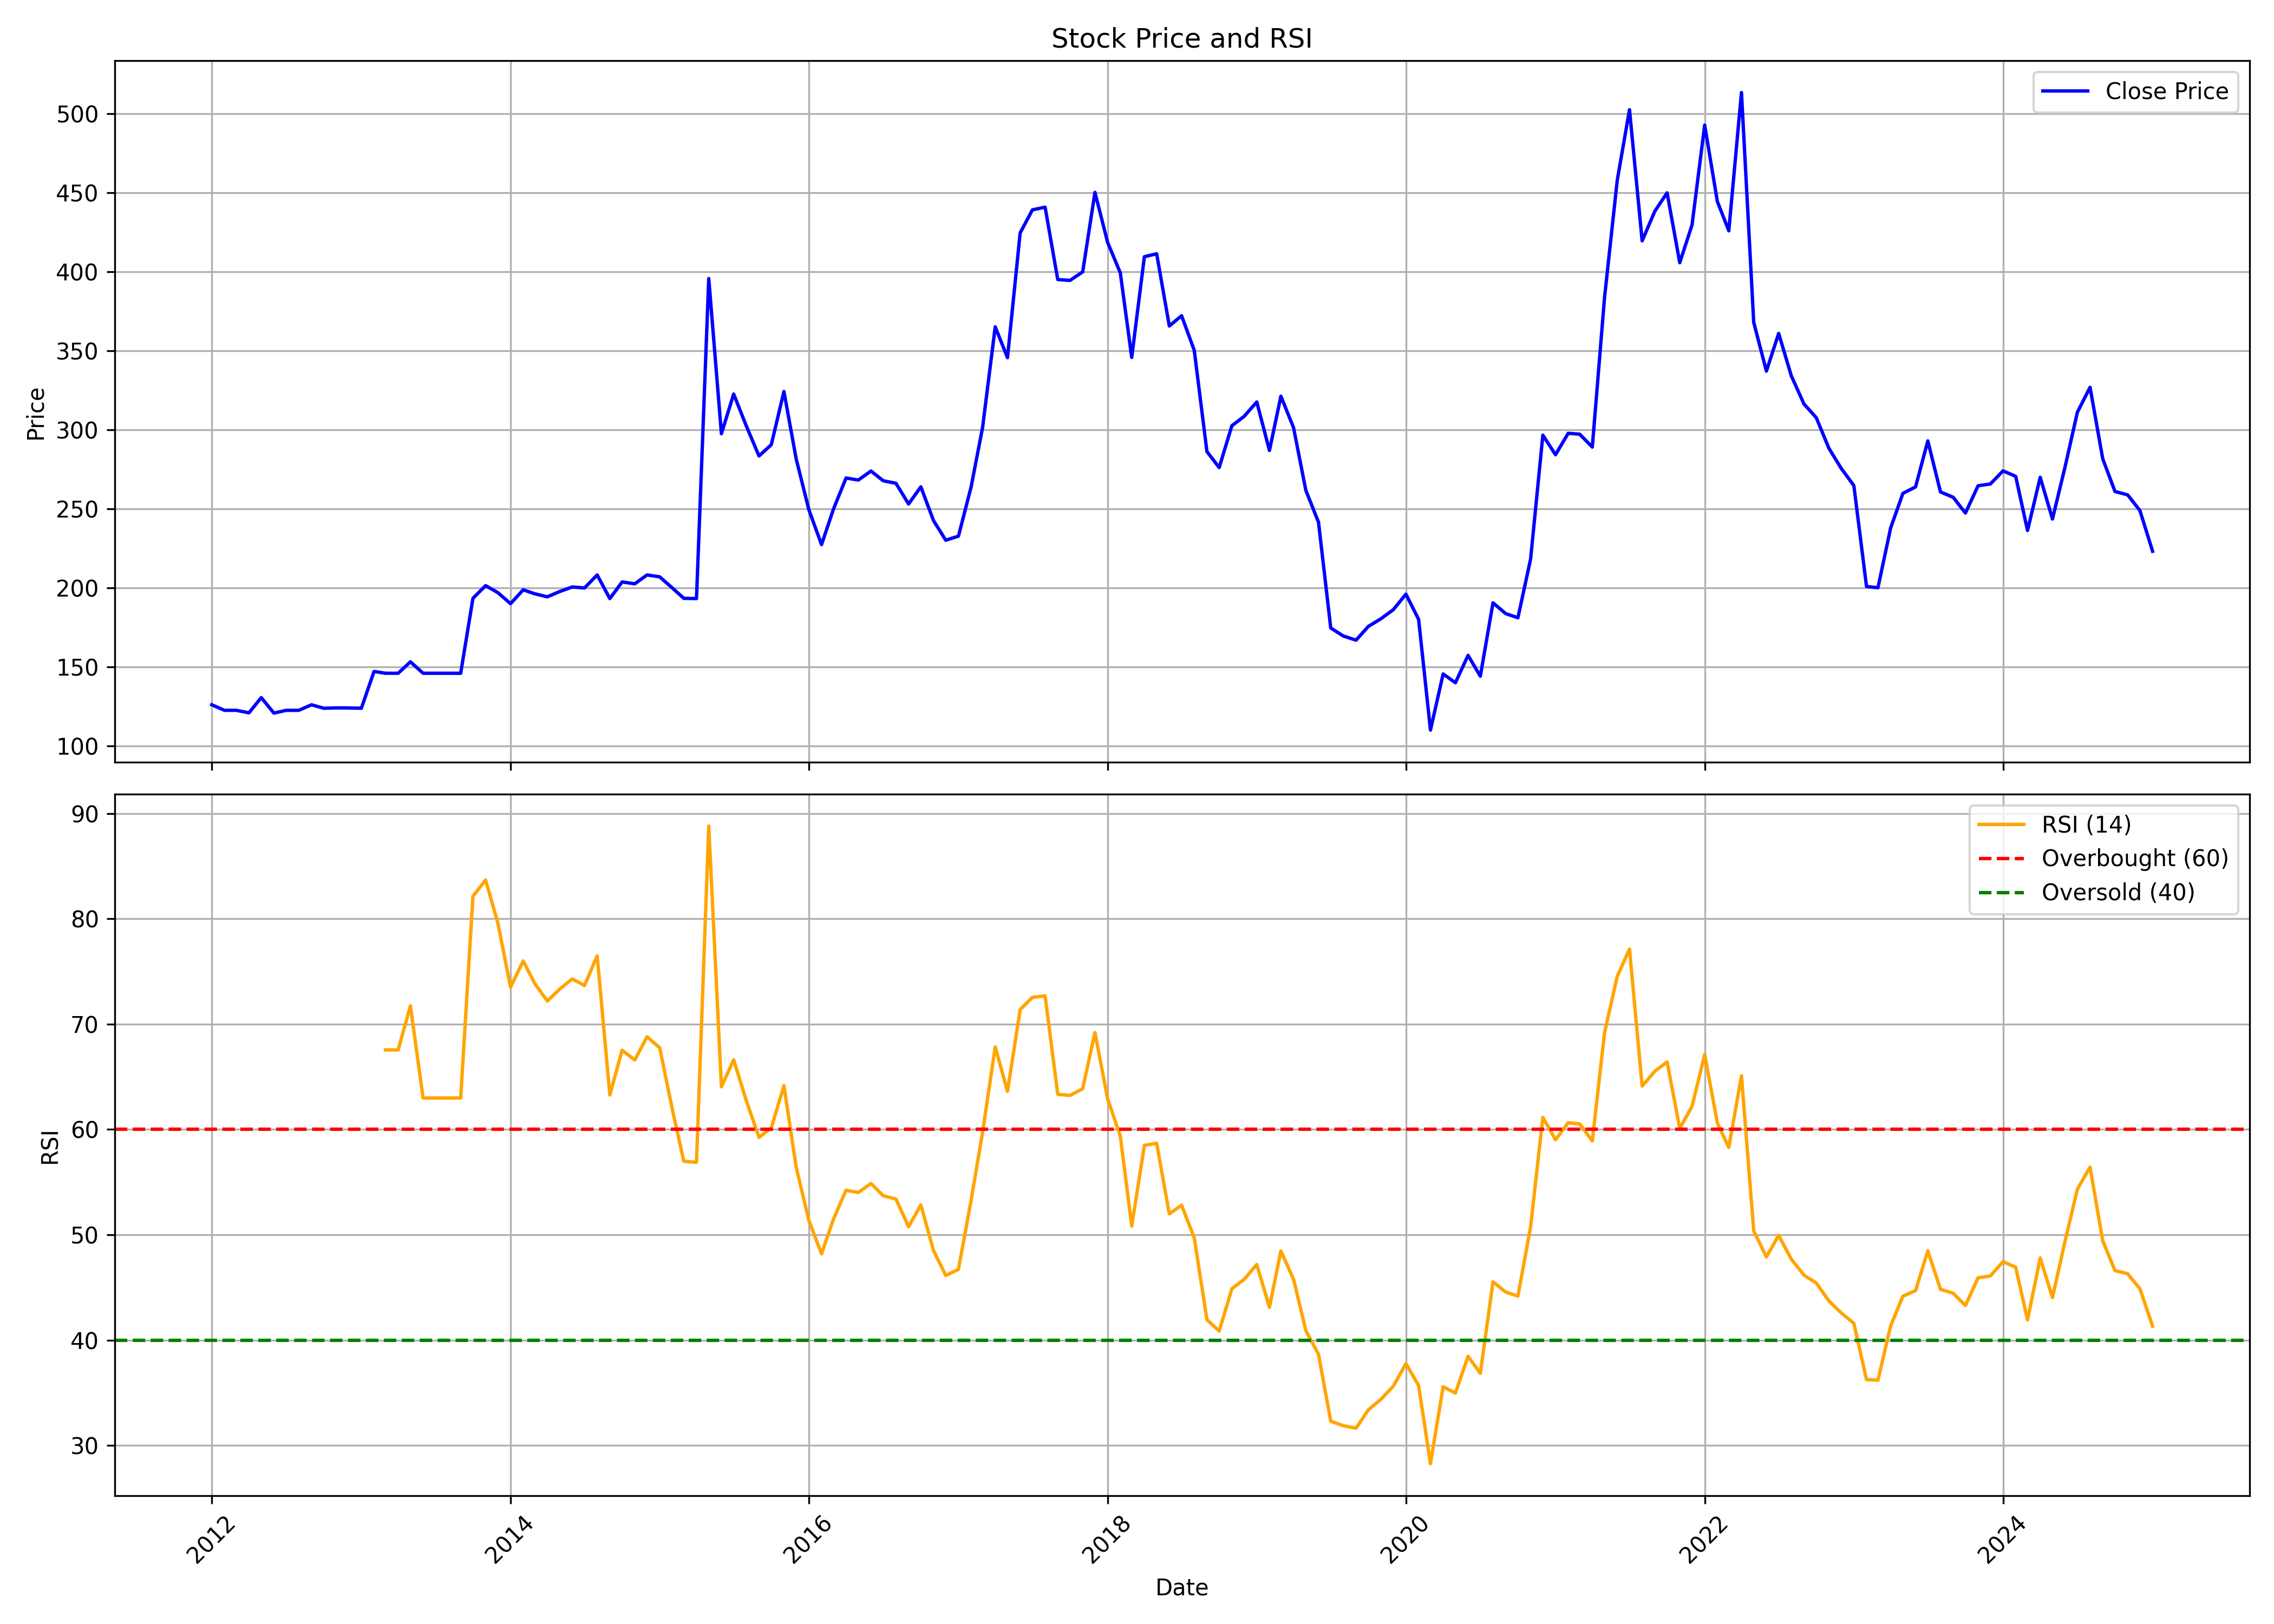 Stock Price and RSI
Close Price
500
450
400
350
300
250
200
150
100
Price
RSI (14)
Overbought (60)
Oversold (40)
90
80
70
60
50
40
30
RSI
2012
2014
2016
2018
2020
2022
2024
Date